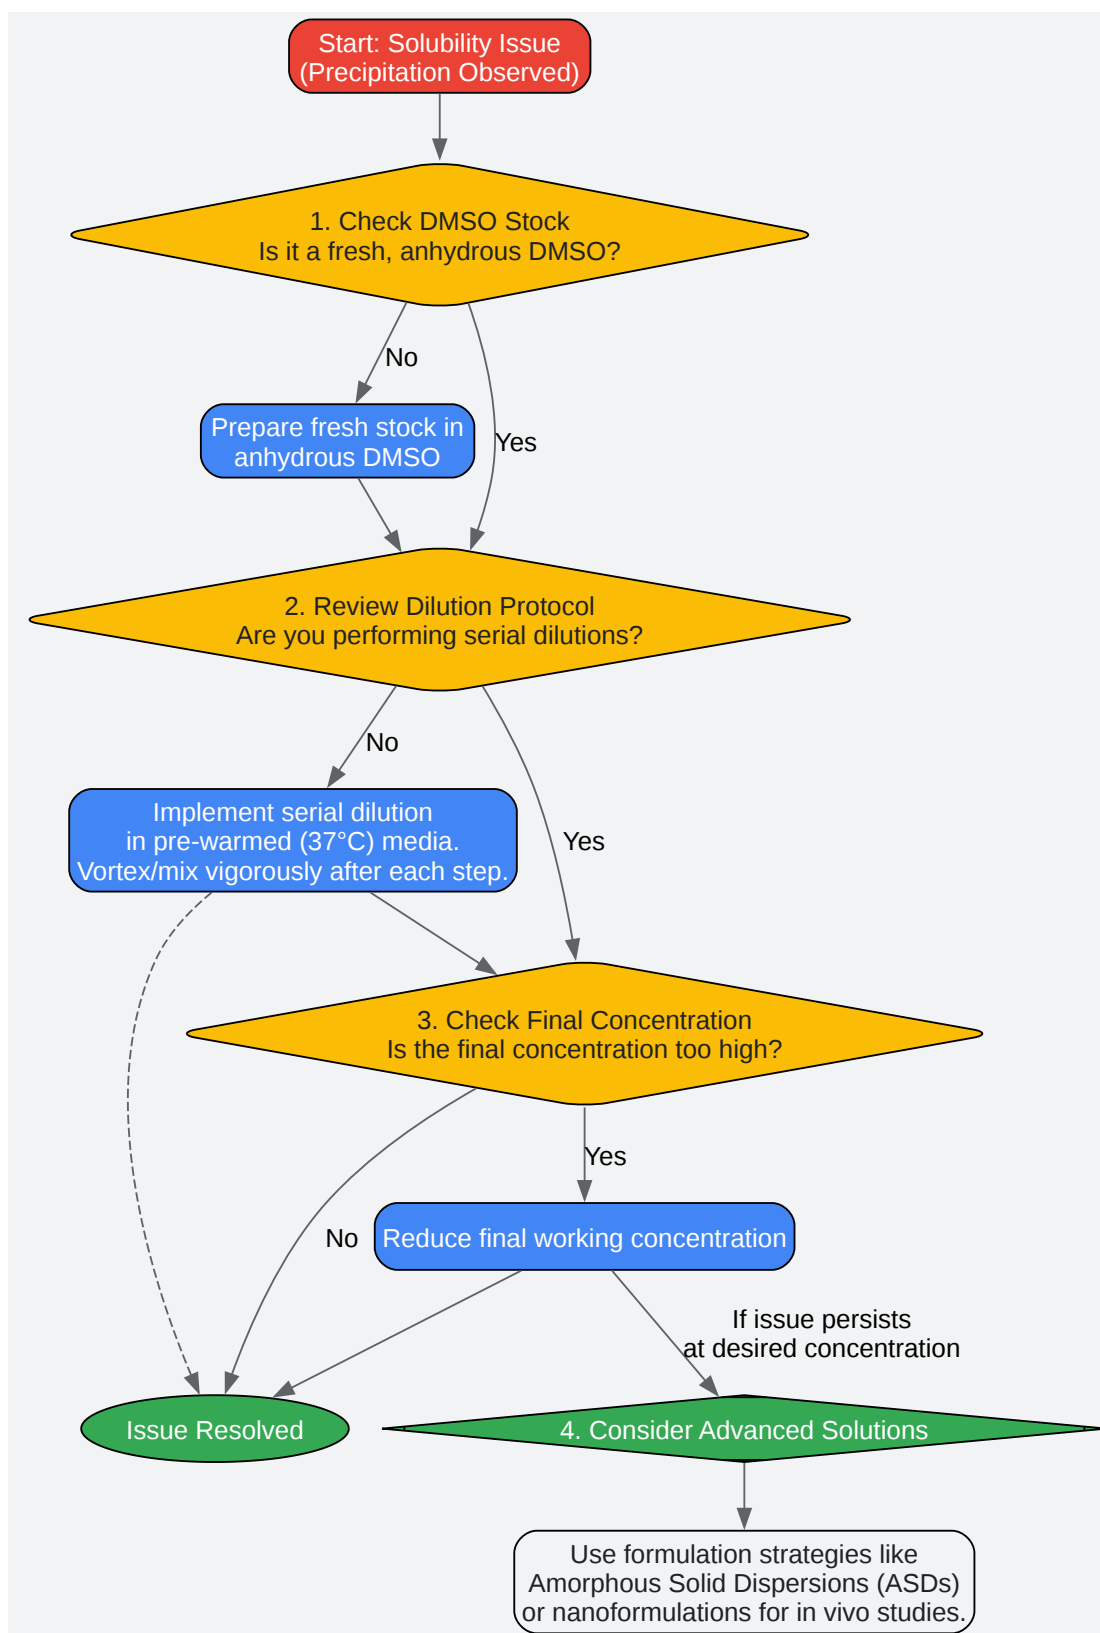 Start: Solubility Issue
(Precipitation Observed)
1. Check DMSO Stock
Is it a fresh, anhydrous DMSO?
No
Prepare fresh stock in
anhydrous DMSO
Yes
2. Review Dilution Protocol
Are you performing serial dilutions?
No
Implement serial dilution
in pre-warmed (37°C) media.
Vortex/mix vigorously after each step.
Yes
3. Check Final Concentration
Is the final concentration too high?
Yes
No
Reduce final working concentration
If issue persists
at desired concentration
Issue Resolved
4. Consider Advanced Solutions
Use formulation strategies like
Amorphous Solid Dispersions (ASDs)
or nanoformulations for in vivo studies.